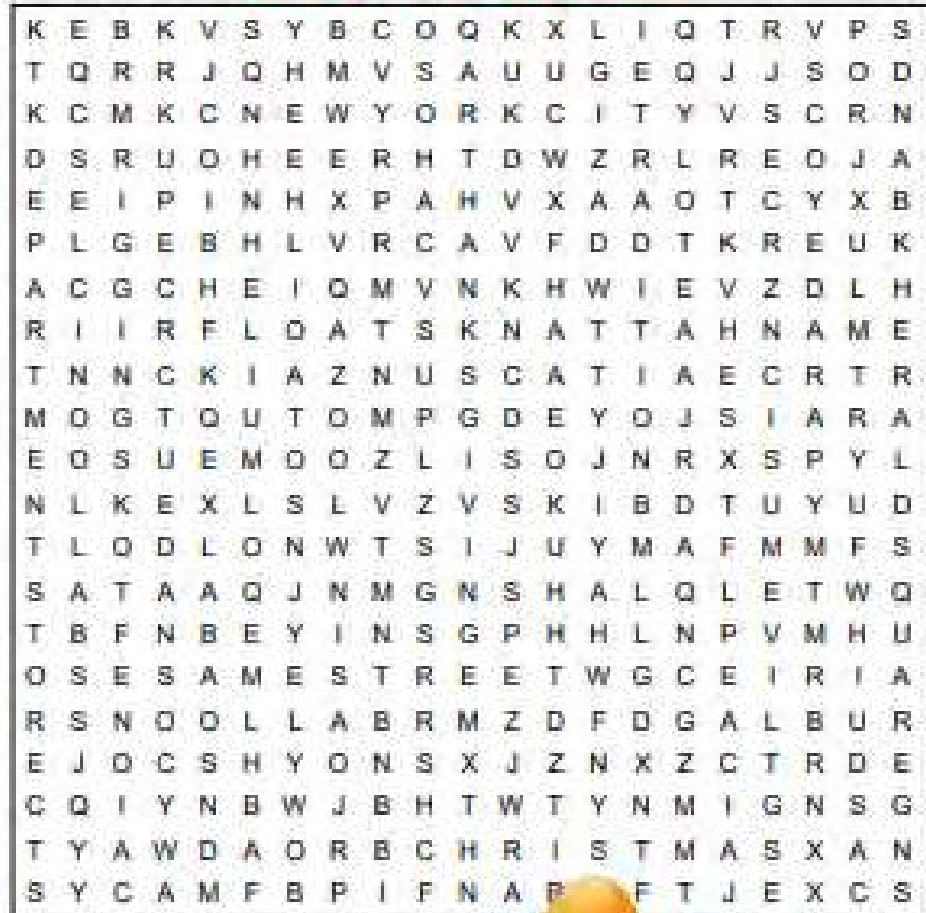 K E B K V S Y B C O Q K X L I Q T R V P S
T Q R R J Q H M V S A U U G E Q J J S O D
K C M K C N E W Y O R K C I T Y V S C R N
D S R U O H E E R H T D W Z R L R E O J A
E E I P I N H X P A H V X A A O T C Y X B
P L G E B H L V R C A V F D D T K R E U K
A C G C H E I Q M V N K H W I E V Z D L H
R I I R F L O A T S K N A T T A H N A M E
T N N C K I A Z N U S C A T I A E C R T R
M O G T Q U T O M P G D E Y O J S I A R A
E O S U E M O O Z L I S O J N R X S P Y L
N L K E X L S L V Z V S K I B D T U Y U D
T L O D L O N W T S I J U Y M A F M M F S
S A T A A Q J N M G N S H A L Q L E T W Q
T B F N B E Y I N S G P H H L N P V M H U
O S E S A M E S T R E E T W G C E I R I A
R S N O O L L A B R M Z D F D G A L B U R
E J O C S H Y O N S X J Z N X Z C T R D E
C Q I Y N B W J B H T W T Y N M I G N S G
T Y A W D A O R B C H R I S T M A S X A N
S Y C A M F B P I F N A F T J E X C S